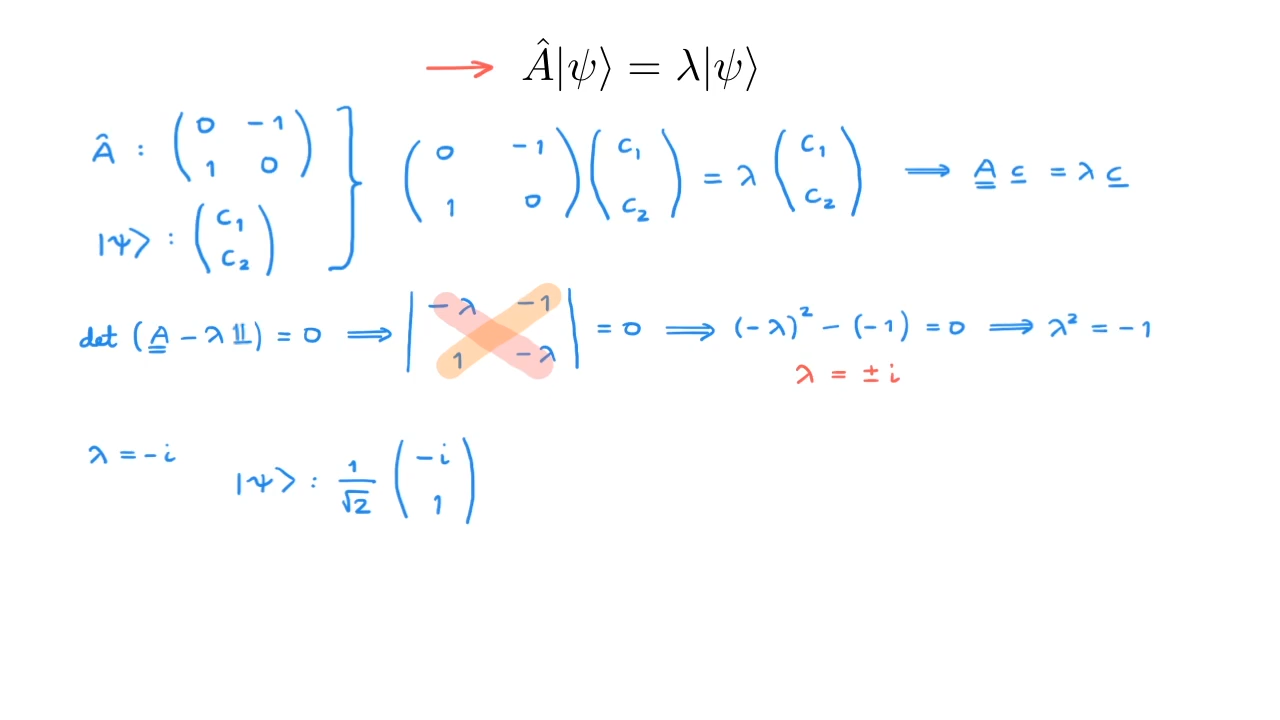 → Â|ψ⟩ = λ|ψ⟩
Â : (0 -1; 1 0) } (0 -1; 1 0)(c₁; c₂) = λ(c₁; c₂) ⟹ A c = λ c
|ψ⟩ : (c₁; c₂)
det (A - λ𝟙) = 0 ⟹ |-λ -1; 1 -λ| = 0 ⟹ (-λ)² - (-1) = 0 ⟹ λ² = -1
λ = ± i
λ = -i |ψ⟩ : 1/√2 (-i; 1)